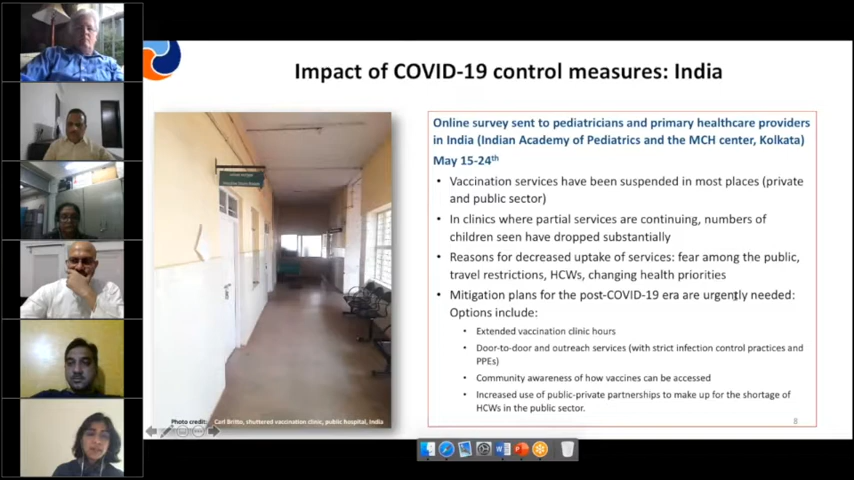 Impact of COVID-19 control measures: India
Online survey sent to pediatricians and primary healthcare providers
in India (Indian Academy of Pediatrics and the MCH center, Kolkata)
May 15-24th
• Vaccination services have been suspended in most places (private
and public sector)
• In clinics where partial services are continuing, numbers of
children seen have dropped substantially
• Reasons for decreased uptake of services: fear among the public,
travel restrictions, HCWs, changing health priorities
• Mitigation plans for the post-COVID-19 era are urgently needed:
Options include:
• Extended vaccination clinic hours
• Door-to-door and outreach services (with strict infection control practices and
PPEs)
• Community awareness of how vaccines can be accessed
• Increased use of public-private partnerships to make up for the shortage of
HCWs in the public sector.
Photo credit: Carl Britto, shuttered vaccination clinic, public hospital, India
8